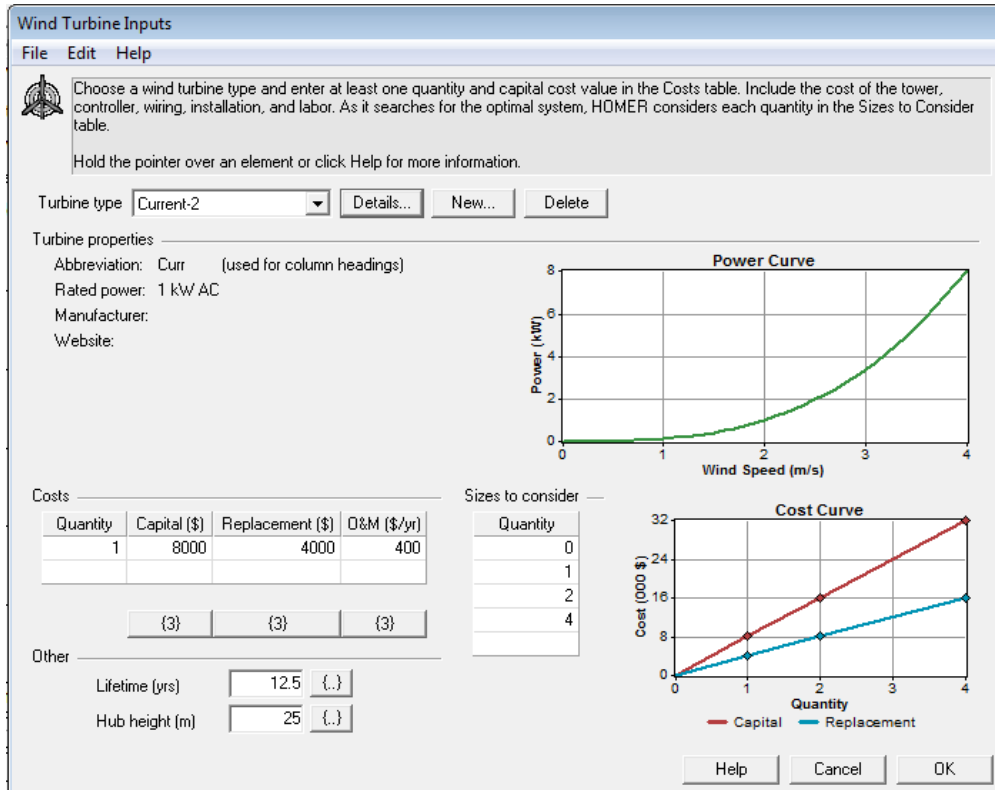 Wind Turbine Inputs
File Edit Help
Choose a wind turbine type and enter at least one quantity and capital cost value in the Costs table. Include the cost of the tower,
controller, wiring, installation, and labor. As it searches for the optimal system, HOMER considers each quantity in the Sizes to Consider
table.
Hold the pointer over an element or click Help for more information.
Turbine type Current-2 Details... New... Delete
Turbine properties
Abbreviation: Curr (used for column headings)
Rated power: 1 kW AC
Manufacturer:
Website:
Power Curve
Power (kW)
8
6
4
2
0
0 1 2 3 4
Wind Speed (m/s)
Costs
Quantity Capital ($) Replacement ($) O&M ($/yr)
1 8000 4000 400
{3} {3} {3}
Sizes to consider
Quantity
0
1
2
4
Cost Curve
Cost (000 $)
32
24
16
8
0
0 1 2 3 4
Quantity
Capital Replacement
Other
Lifetime (yrs) 12.5 {..}
Hub height (m) 25 {..}
Help Cancel OK